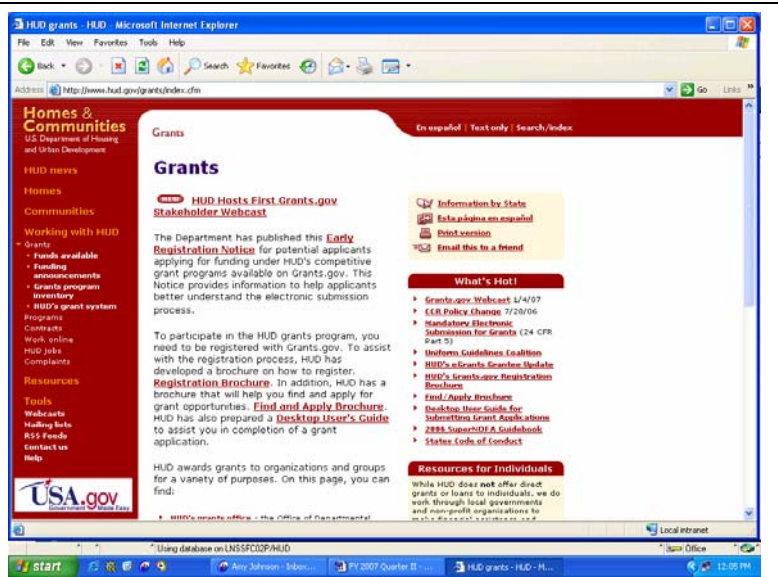 HUD grants - HUD - Microsoft Internet Explorer
File Edit View Favorites Tools Help
Back Search Favorites
Address http://www.hud.gov/grants/index.cfm Go Links
Homes &
Communities
U.S. Department of Housing
and Urban Development
HUD news
Homes
Communities
Working with HUD
Grants
Funds available
Funding
announcements
Grants program
inventory
HUD's grant system
Programs
Contracts
Work online
HUD jobs
Complaints
Resources
Tools
Webcasts
Mailing lists
RSS Feeds
Contact us
Help
USA.gov
Government Made Easy
Grants
En español | Text only | Search/index
Grants
NEW HUD Hosts First Grants.gov
Stakeholder Webcast
The Department has published this Early
Registration Notice for potential applicants
applying for funding under HUD's competitive
grant programs available on Grants.gov. This
Notice provides information to help applicants
better understand the electronic submission
process.
To participate in the HUD grants program, you
need to be registered with Grants.gov. To assist
with the registration process, HUD has
developed a brochure on how to register.
Registration Brochure. In addition, HUD has a
brochure that will help you find and apply for
grant opportunities. Find and Apply Brochure.
HUD has also prepared a Desktop User's Guide
to assist you in completion of a grant
application.
HUD awards grants to organizations and groups
for a variety of purposes. On this page, you can
find:
HUD's grants office - the Office of Departmental
Information by State
Esta página en español
Print version
Email this to a friend
What's Hot!
Grants.gov Webcast 1/4/07
CCR Policy Change 7/28/06
Mandatory Electronic
Submission for Grants (24 CFR
Part 5)
Uniform Guidelines Coalition
HUD's eGrants Grantee Update
HUD's Grants.gov Registration
Brochure
Find/Apply Brochure
Desktop User Guide for
Submitting Grant Applications
2006 SuperNOFA Guidebook
States Code of Conduct
Resources for Individuals
While HUD does not offer direct
grants or loans to individuals, we do
work through local governments
and non-profit organizations to
make financial assistance and
Local intranet
Using database on LNSSFC02P/HUD Office
start Amy Johnson - Inbox... FY 2007 Quarter II - ... HUD grants - HUD - M... 12:05 PM